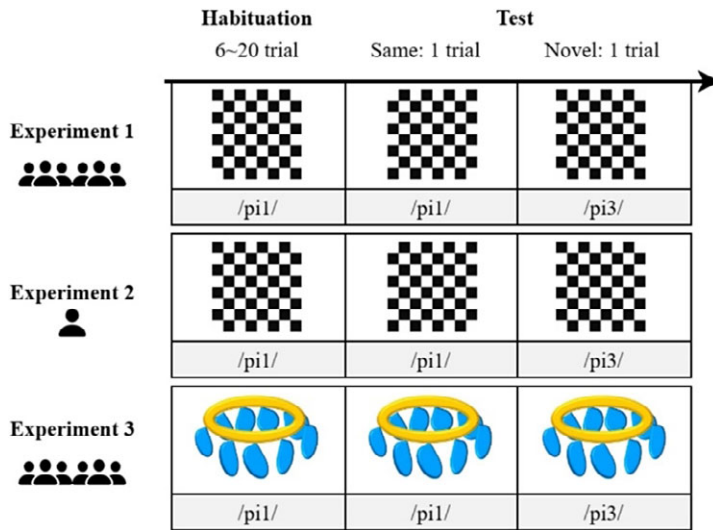 Habituation Test
6~20 trial Same: 1 trial Novel: 1 trial
Experiment 1
/pi1/ /pi1/ /pi3/
Experiment 2
/pi1/ /pi1/ /pi3/
Experiment 3
/pi1/ /pi1/ /pi3/